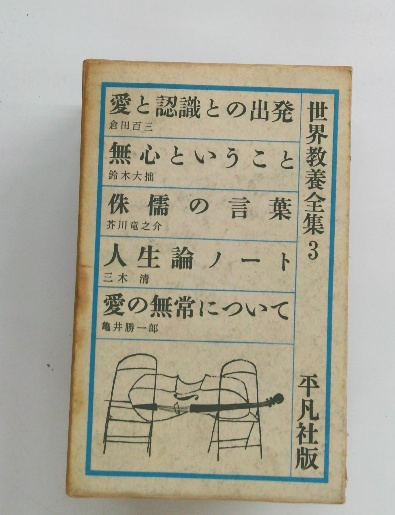 世界教養全集 3
愛と認識との出発
倉田百三
無心ということ
鈴木大拙
侏儒の言葉
芥川竜之介
人生論ノート
三木 清
愛の無常について
亀井勝一郎
平凡社版